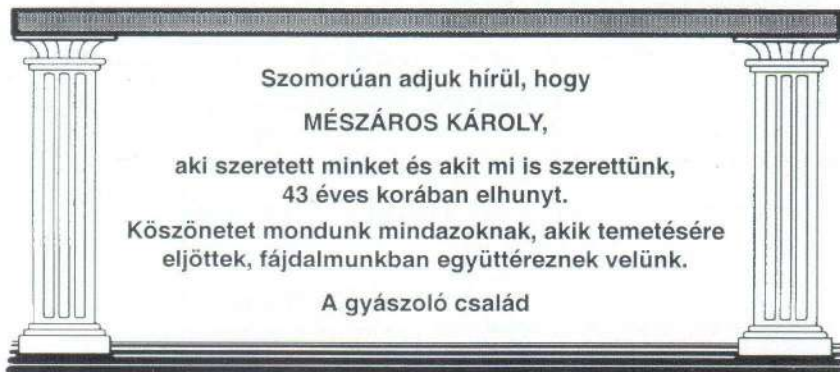 Szomorúan adjuk hírül, hogy
MÉSZÁROS KÁROLY,
aki szeretett minket és akit mi is szerettünk,
43 éves korában elhunyt.
Köszönetet mondunk mindazoknak, akik temetésére
eljöttek, fájdalmunkban együttéreznek velünk.
A gyászoló család